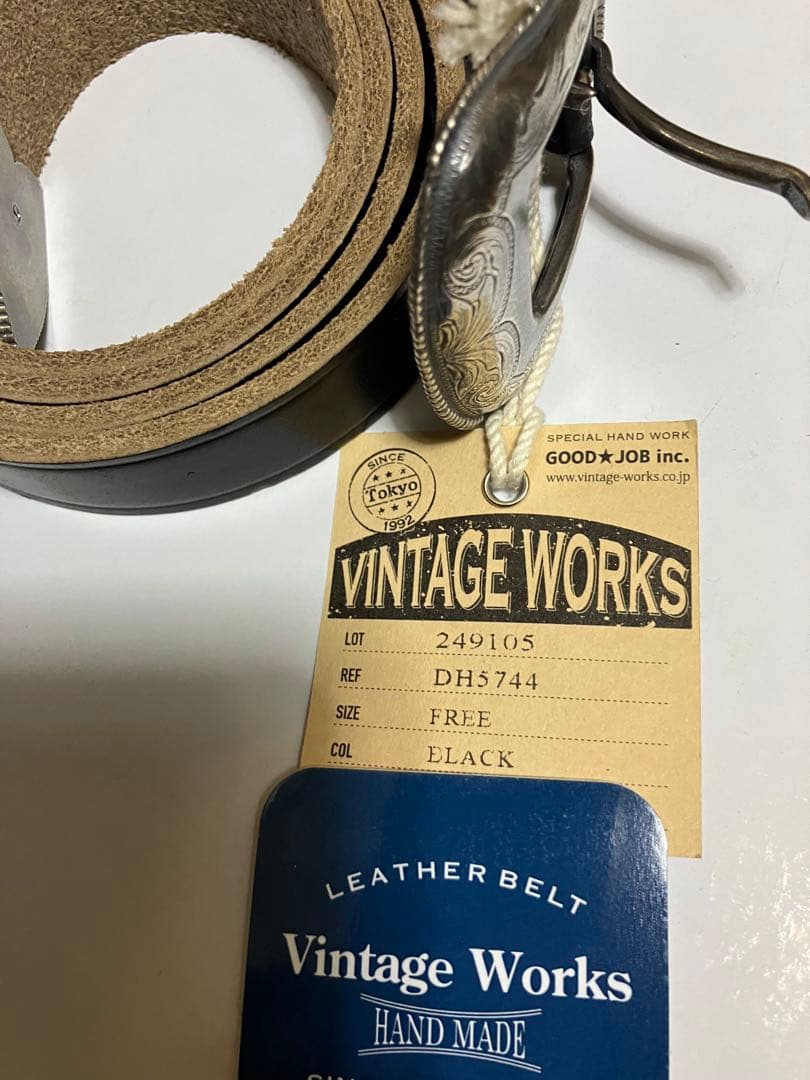 SPECIAL HAND WORK
GOOD★JOB inc.
www.vintage-works.co.jp
SINCE
Tokyo
1992
VINTAGE WORKS
LOT 249105
REF DH5744
SIZE FREE
COL BLACK
LEATHER BELT
Vintage Works
HAND MADE